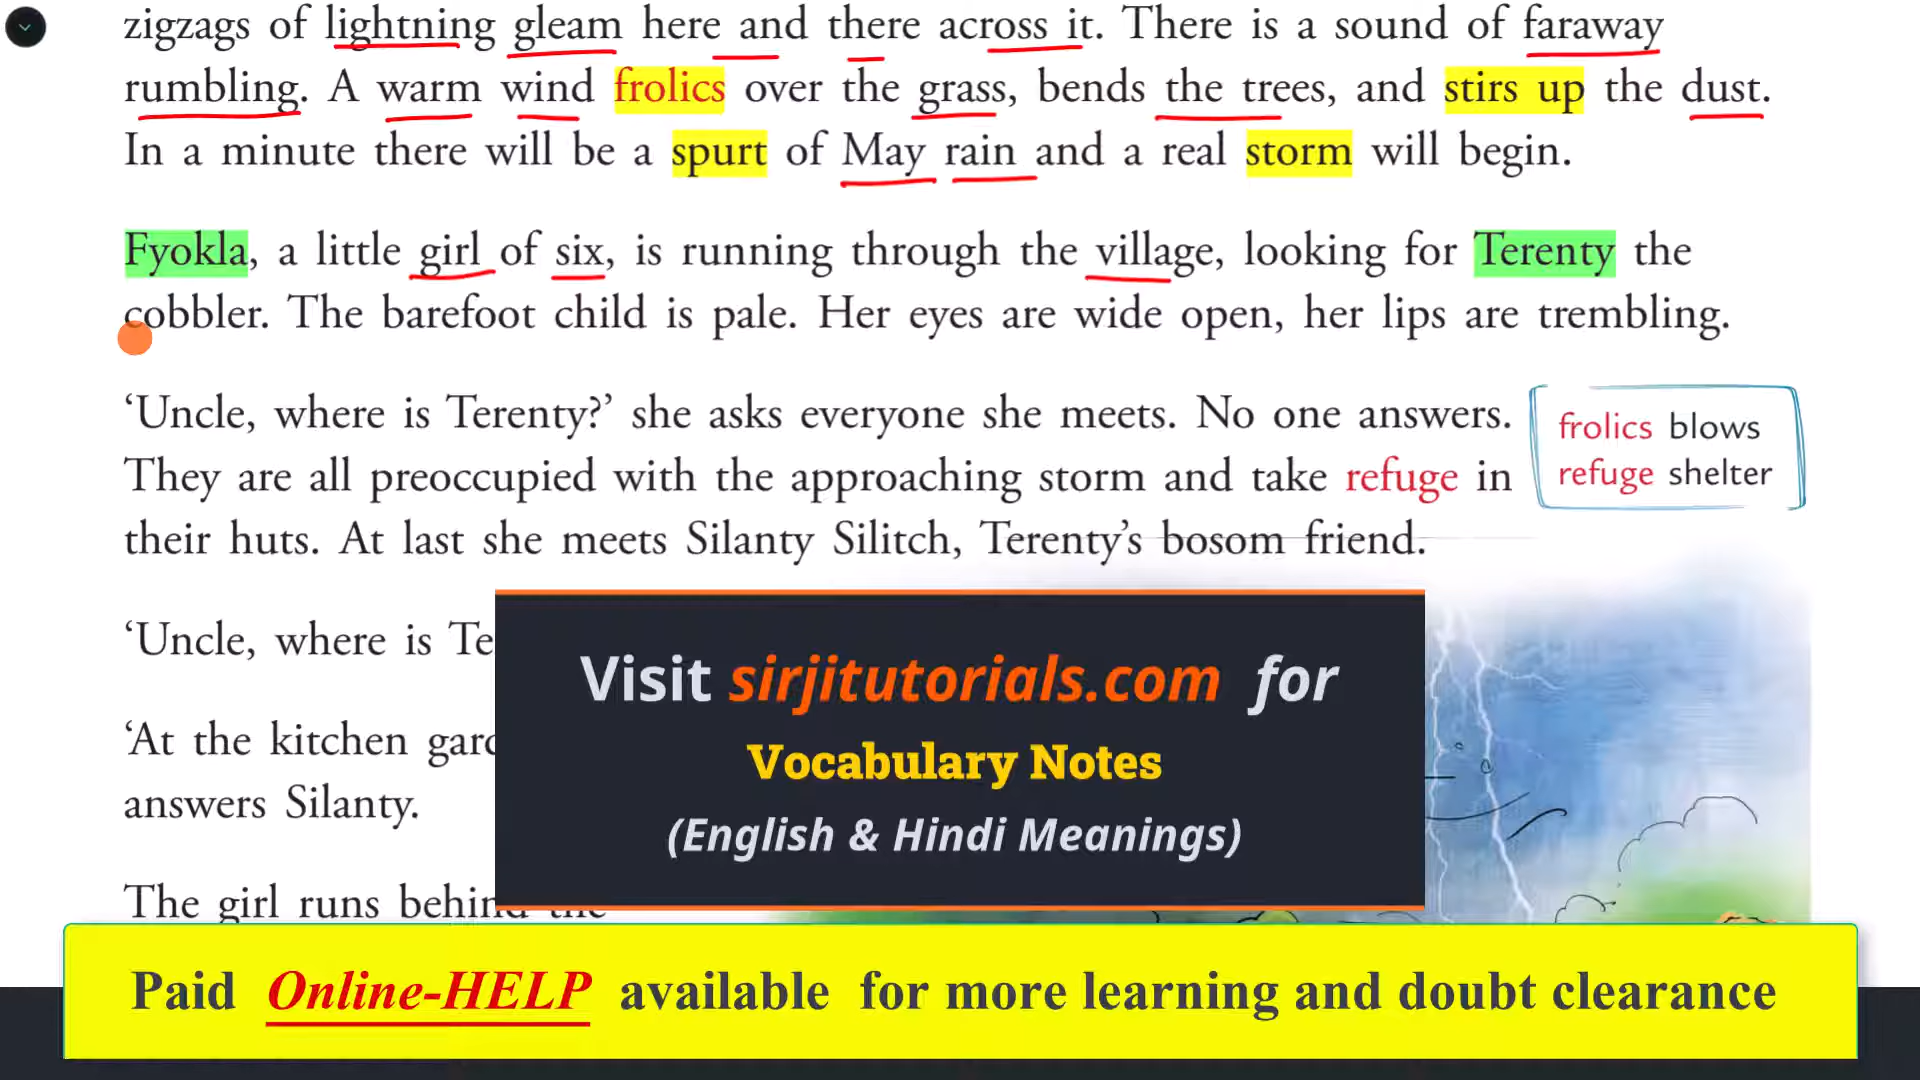 zigzags of lightning gleam here and there across it. There is a sound of faraway
rumbling. A warm wind frolics over the grass, bends the trees, and stirs up the dust.
In a minute there will be a spurt of May rain and a real storm will begin.
Fyokla, a little girl of six, is running through the village, looking for Terenty the
cobbler. The barefoot child is pale. Her eyes are wide open, her lips are trembling.
‘Uncle, where is Terenty?’ she asks everyone she meets. No one answers.
They are all preoccupied with the approaching storm and take refuge in
their huts. At last she meets Silanty Silitch, Terenty’s bosom friend.
frolics blows
refuge shelter
‘Uncle, where is Te
‘At the kitchen gard
answers Silanty.
The girl runs behind the
Visit sirjitutorials.com for
Vocabulary Notes
(English & Hindi Meanings)
Paid Online-HELP available for more learning and doubt clearance